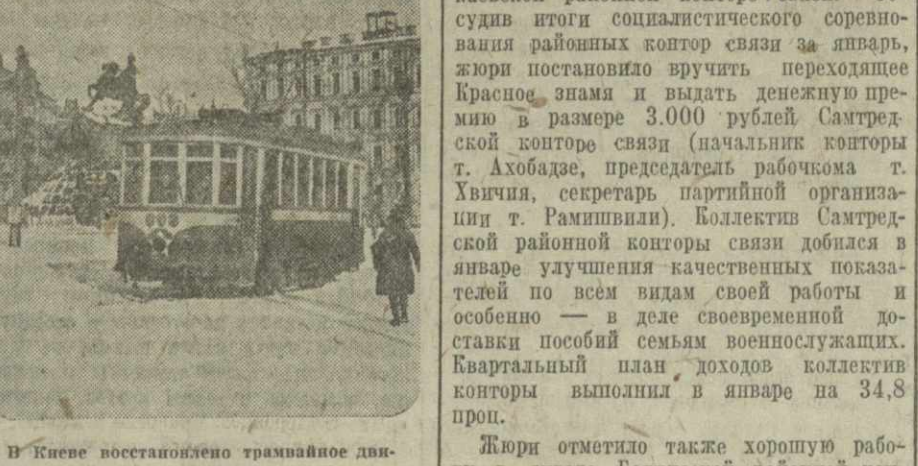 В Киеве восстановлено трамвайное дви-
судив итоги социалистического соревно-
вания районных контор связи за январь,
жюри постановило вручить переходящее
Красное знамя и выдать денежную пре-
мию в размере 3.000 рублей Самтред-
ской конторе связи (начальник конторы
т. Ахобадзе, председатель рабочкома т.
Хвичия, секретарь партийной организа-
ции т. Рамишвили). Коллектив Самтред-
ской районной конторы связи добился в
январе улучшения качественных показа-
телей по всем видам своей работы и
особенно — в деле своевременной до-
ставки пособий семьям военнослужащих.
Квартальный план доходов коллектив
конторы выполнил в январе на 34,8
проц.
Жюри отметило также хорошую рабо-